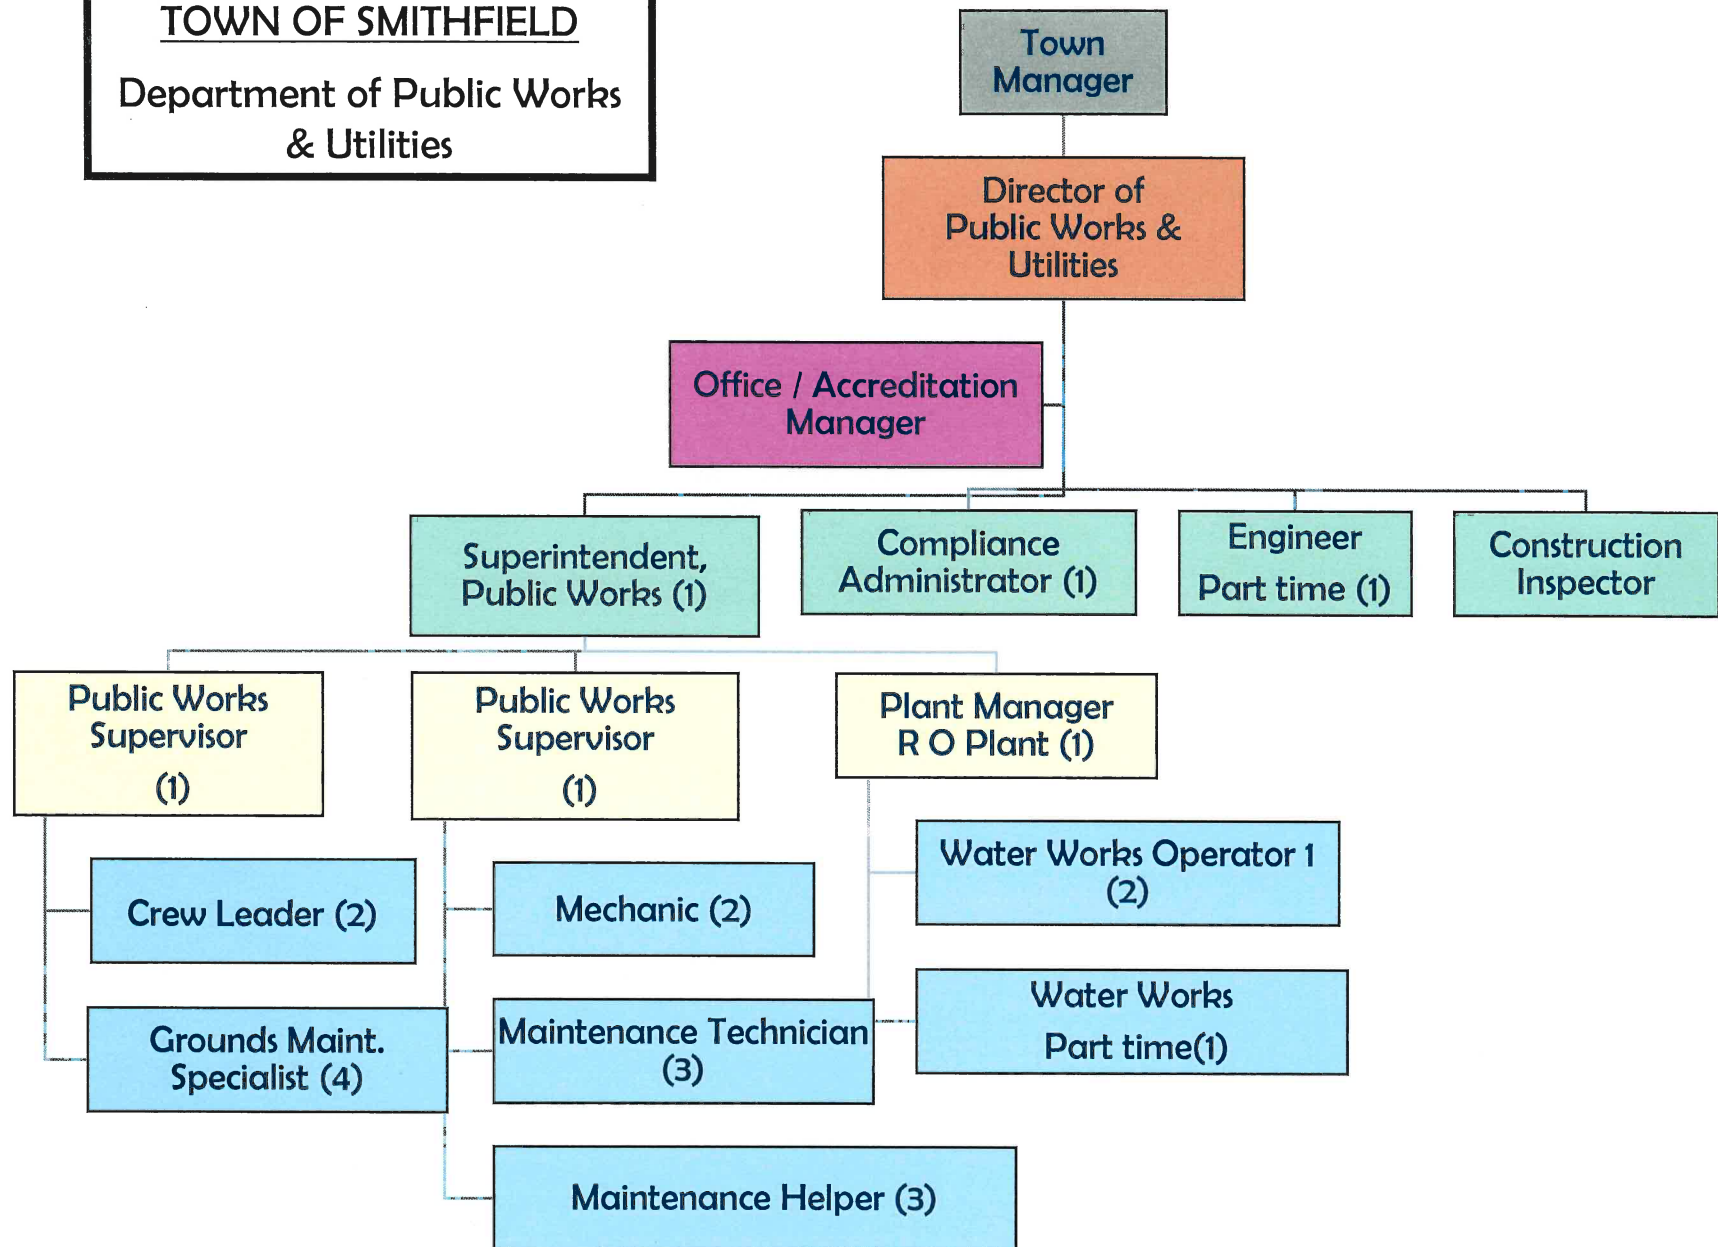 TOWN OF SMITHFIELD
Department of Public Works
& Utilities
Town
Manager
Director of
Public Works &
Utilities
Office / Accreditation
Manager
Superintendent,
Public Works (1)
Compliance
Administrator (1)
Engineer
Part time (1)
Construction
Inspector
Public Works
Supervisor
(1)
Public Works
Supervisor
(1)
Plant Manager
R O Plant (1)
Crew Leader (2)
Grounds Maint.
Specialist (4)
Mechanic (2)
Maintenance Technician
(3)
Maintenance Helper (3)
Water Works Operator 1
(2)
Water Works
Part time(1)